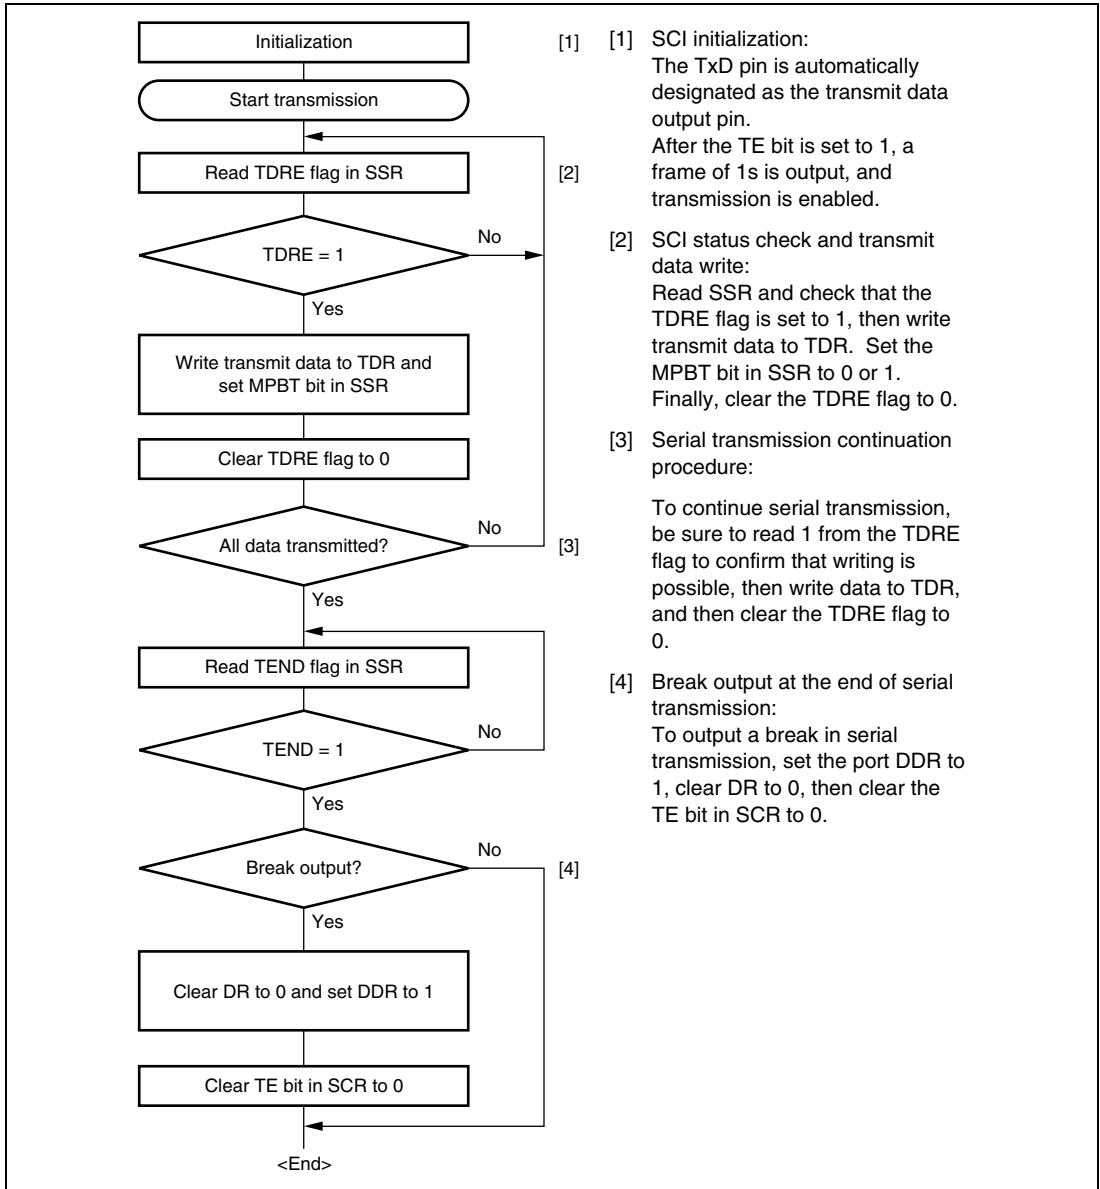 Initialization
[1]
Start transmission
Read TDRE flag in SSR
[2]
No
TDRE = 1
Yes
Write transmit data to TDR and
set MPBT bit in SSR
Clear TDRE flag to 0
No
All data transmitted?
[3]
Yes
Read TEND flag in SSR
No
TEND = 1
Yes
No
Break output?
[4]
Yes
Clear DR to 0 and set DDR to 1
Clear TE bit in SCR to 0
<End>
[1] SCI initialization:
The TxD pin is automatically
designated as the transmit data
output pin.
After the TE bit is set to 1, a
frame of 1s is output, and
transmission is enabled.
[2] SCI status check and transmit
data write:
Read SSR and check that the
TDRE flag is set to 1, then write
transmit data to TDR. Set the
MPBT bit in SSR to 0 or 1.
Finally, clear the TDRE flag to 0.
[3] Serial transmission continuation
procedure:
To continue serial transmission,
be sure to read 1 from the TDRE
flag to confirm that writing is
possible, then write data to TDR,
and then clear the TDRE flag to
0.
[4] Break output at the end of serial
transmission:
To output a break in serial
transmission, set the port DDR to
1, clear DR to 0, then clear the
TE bit in SCR to 0.